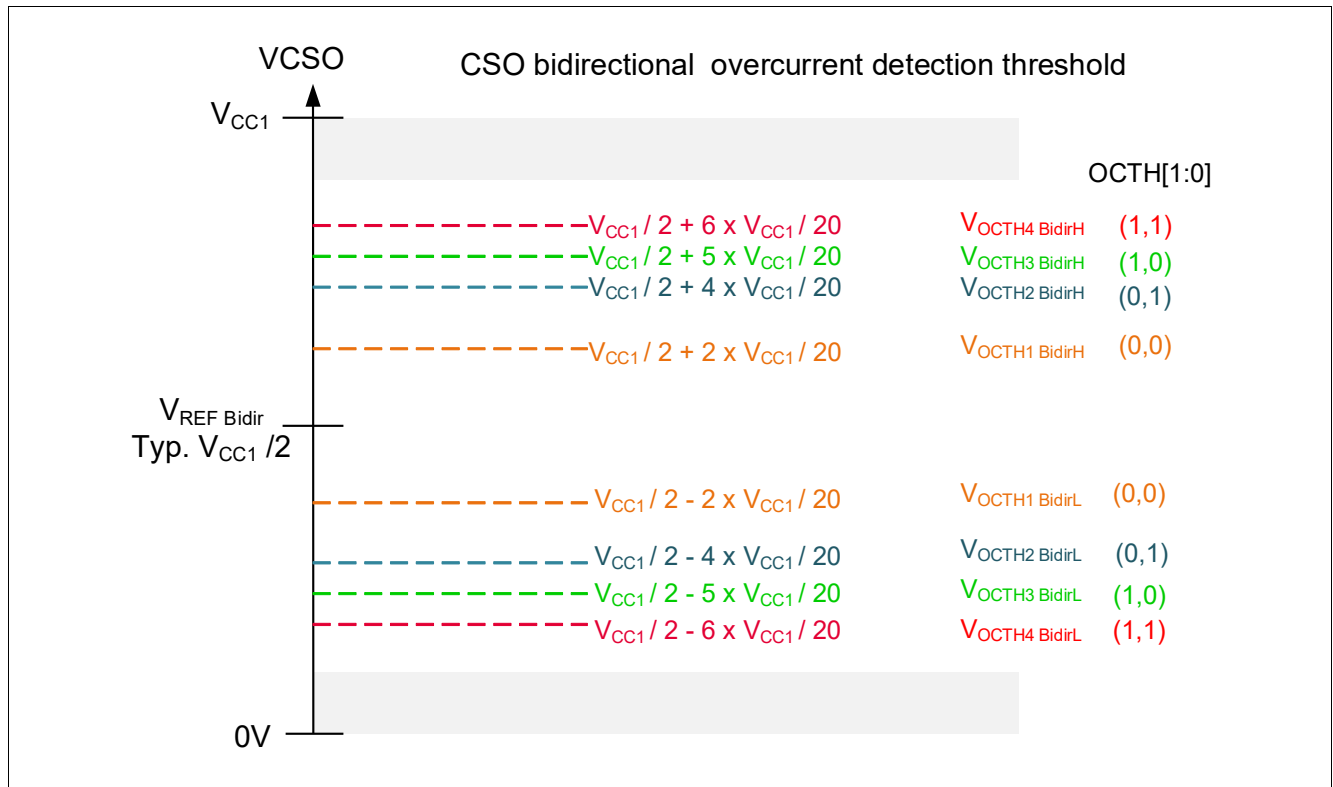 VCSO
CSO bidirectional overcurrent detection threshold
VCC1
OCTH[1:0]
VCC1 / 2 + 6 x VCC1 / 20 VOCTH4 BidirH (1,1)
VCC1 / 2 + 5 x VCC1 / 20 VOCTH3 BidirH (1,0)
VCC1 / 2 + 4 x VCC1 / 20 VOCTH2 BidirH (0,1)
VCC1 / 2 + 2 x VCC1 / 20 VOCTH1 BidirH (0,0)
VREF Bidir
Typ. VCC1 /2
VCC1 / 2 - 2 x VCC1 / 20 VOCTH1 BidirL (0,0)
VCC1 / 2 - 4 x VCC1 / 20 VOCTH2 BidirL (0,1)
VCC1 / 2 - 5 x VCC1 / 20 VOCTH3 BidirL (1,0)
VCC1 / 2 - 6 x VCC1 / 20 VOCTH4 BidirL (1,1)
0V